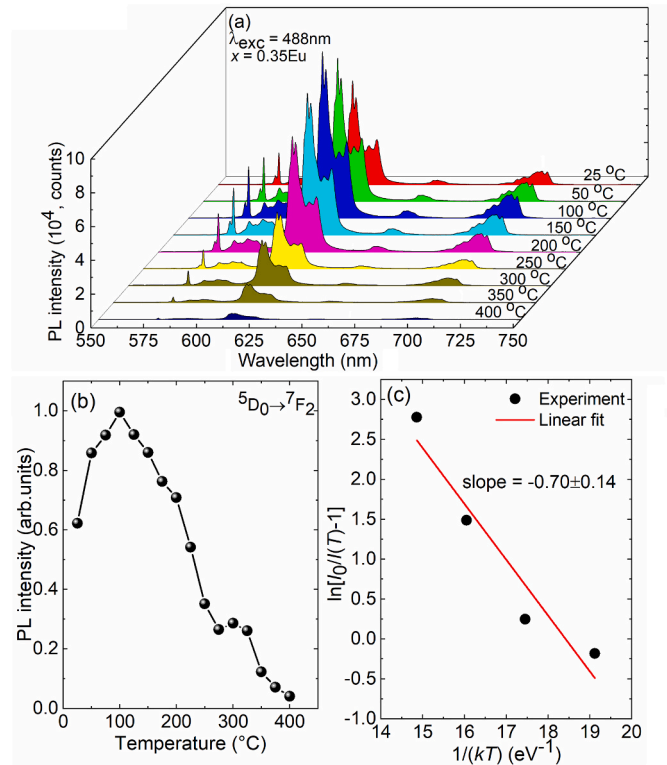 (a)
λexc = 488nm
x = 0.35Eu
10
8
6
4
2
0
PL intensity (10⁴, counts)
25 °C
50 °C
100 °C
150 °C
200 °C
250 °C
300 °C
350 °C
400 °C
550 575 600 625 650 675 700 725 750
Wavelength (nm)
(b)
⁵D₀→⁷F₂
1.0
0.8
0.6
0.4
0.2
0.0
PL intensity (arb.units)
0 100 200 300 400
Temperature (°C)
(c)
Experiment
Linear fit
slope = -0.70±0.14
3.0
2.5
2.0
1.5
1.0
0.5
0.0
-0.5
-1.0
ln[I₀/I(T)-1]
14 15 16 17 18 19 20
1/(kT) (eV⁻¹)